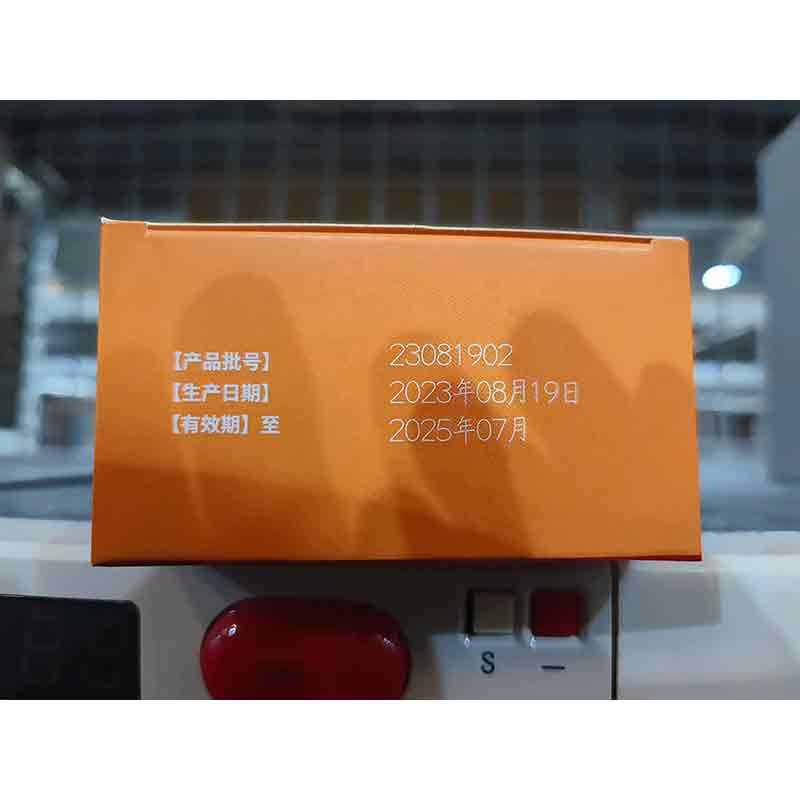 【产品批号】 23081902
【生产日期】 2023年08月19日
【有效期】至 2025年07月
S